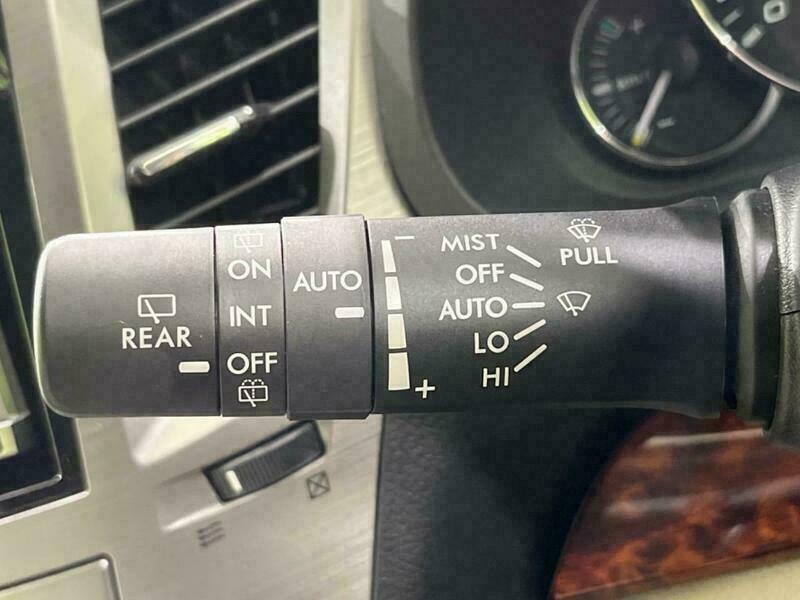 REAR
ON
INT
OFF
AUTO
−
+
MIST
OFF
AUTO
LO
HI
PULL